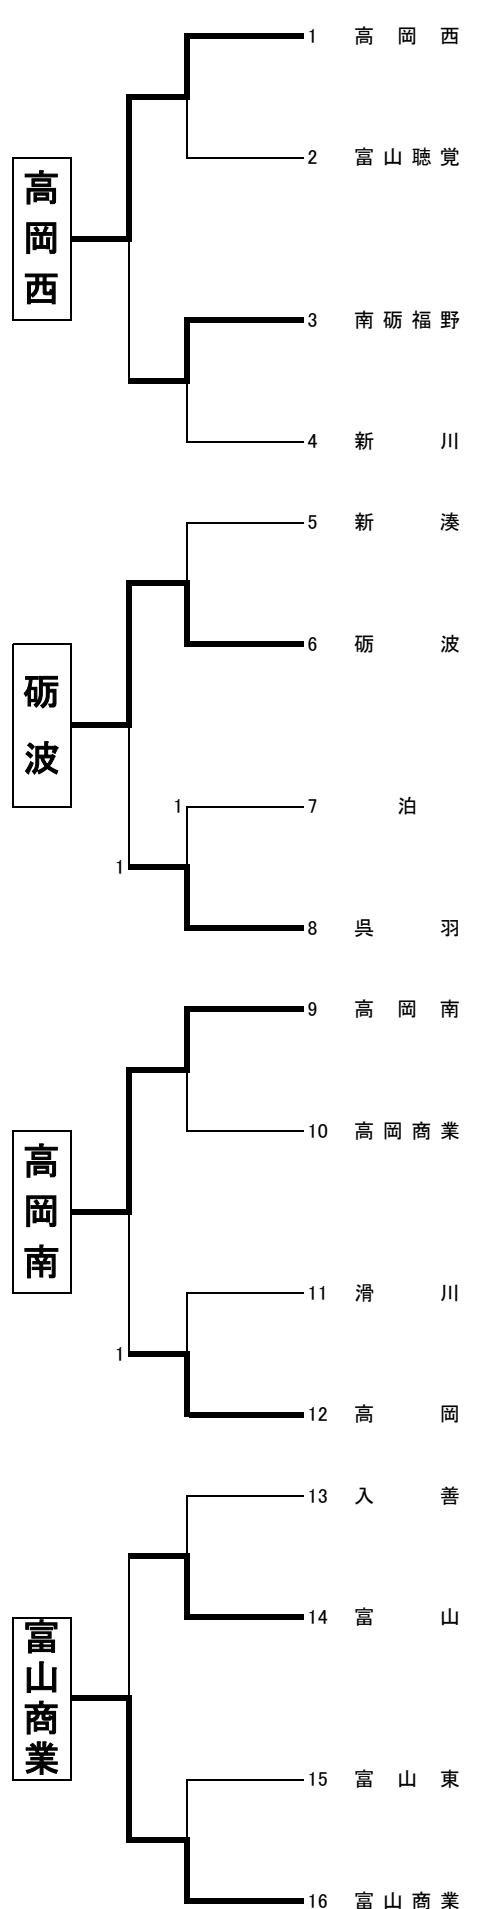 1 高岡西
2 富山聴覚
高岡西
3 南砺福野
4 新川
5 新湊
6 砺波
砺波
1
7 泊
1
8 呉羽
9 高岡南
10 高岡商業
高岡南
11 滑川
1
12 高岡
13 入善
14 富山
富山商業
15 富山東
16 富山商業